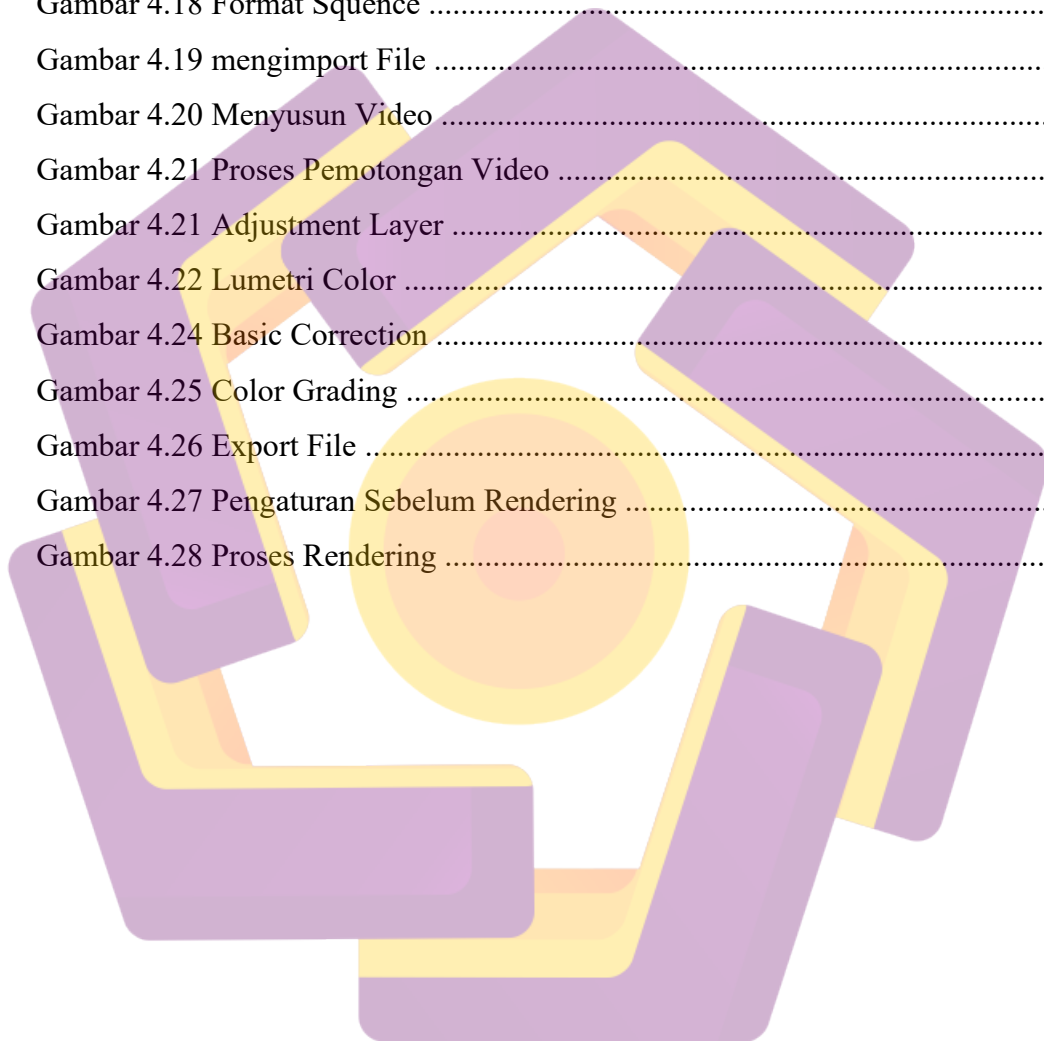 Gambar 4.18 Format Squence ..........................................................................
Gambar 4.19 mengimport File ..........................................................................
Gambar 4.20 Menyusun Video ..........................................................................
Gambar 4.21 Proses Pemotongan Video ............................................................
Gambar 4.21 Adjustment Layer ........................................................................
Gambar 4.22 Lumetri Color ..............................................................................
Gambar 4.24 Basic Correction ..........................................................................
Gambar 4.25 Color Grading ..............................................................................
Gambar 4.26 Export File ...................................................................................
Gambar 4.27 Pengaturan Sebelum Rendering ....................................................
Gambar 4.28 Proses Rendering .........................................................................